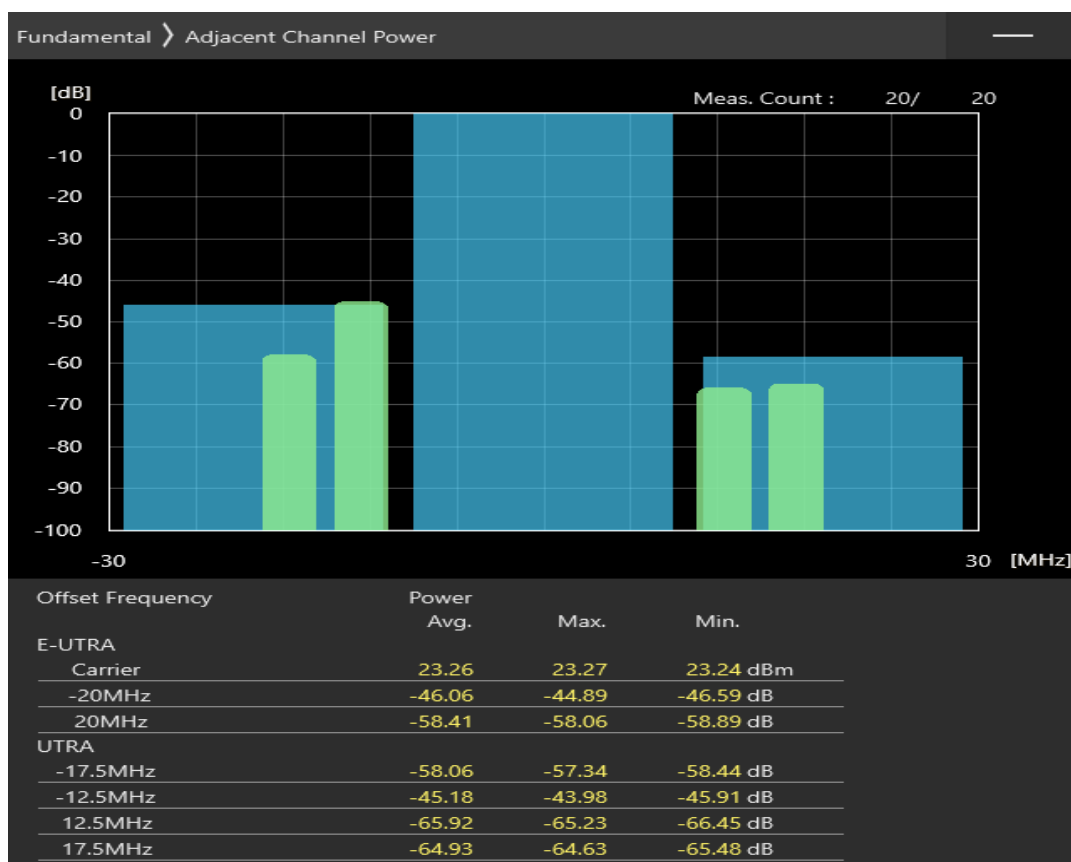 Fundamental ❯ Adjacent Channel Power
[dB]
Meas. Count : 20/ 20
0
-10
-20
-30
-40
-50
-60
-70
-80
-90
-100
-30 30 [MHz]
Offset Frequency Power
Avg. Max. Min.
E-UTRA
Carrier 23.26 23.27 23.24 dBm
-20MHz -46.06 -44.89 -46.59 dB
20MHz -58.41 -58.06 -58.89 dB
UTRA
-17.5MHz -58.06 -57.34 -58.44 dB
-12.5MHz -45.18 -43.98 -45.91 dB
12.5MHz -65.92 -65.23 -66.45 dB
17.5MHz -64.93 -64.63 -65.48 dB